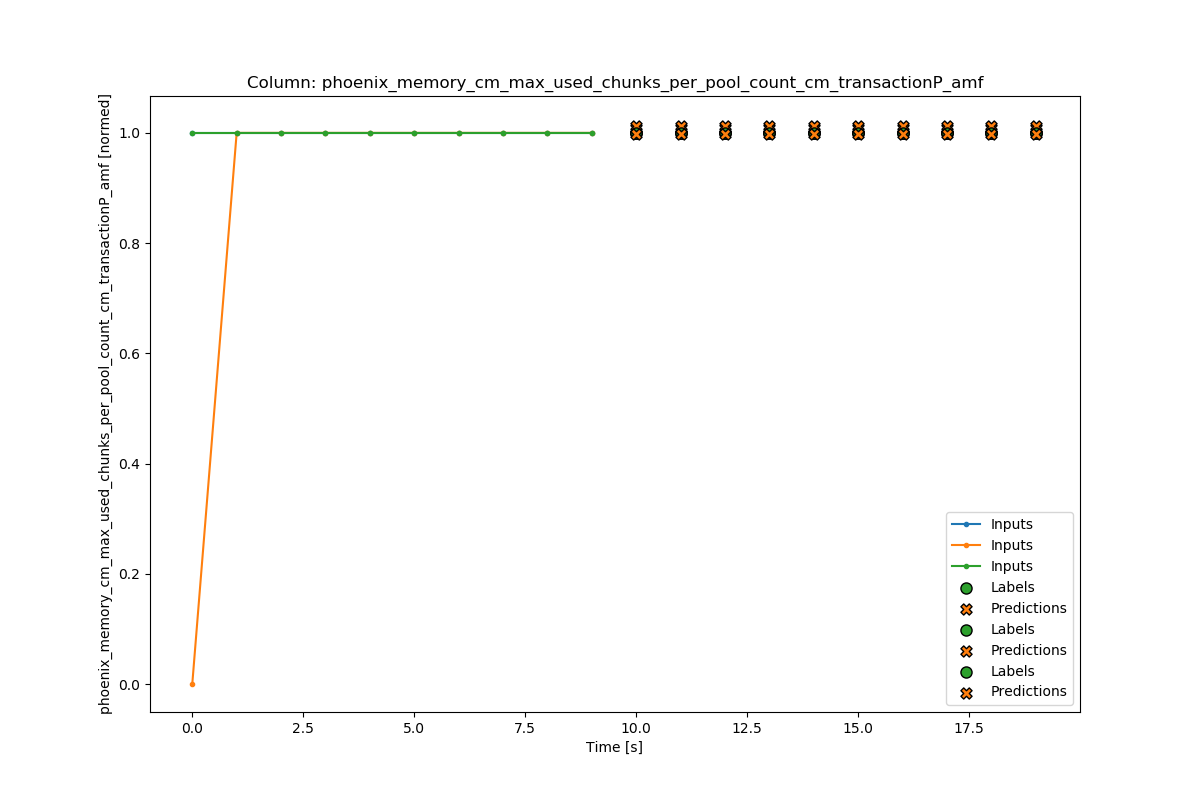 Column: phoenix_memory_cm_max_used_chunks_per_pool_count_cm_transactionP_amf
phoenix_memory_cm_max_used_chunks_per_pool_count_cm_transactionP_amf [normed]
1.0
0.8
0.6
0.4
0.2
0.0
Inputs
Inputs
Inputs
Labels
Predictions
Labels
Predictions
Labels
Predictions
0.0 2.5 5.0 7.5 10.0 12.5 15.0 17.5
Time [s]